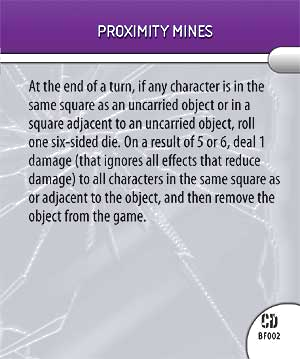 PROXIMITY MINES
At the end of a turn, if any character is in the
same square as an uncarried object or in a
square adjacent to an uncarried object, roll
one six-sided die. On a result of 5 or 6, deal 1
damage (that ignores all effects that reduce
damage) to all characters in the same square as
or adjacent to the object, and then remove the
object from the game.
CD
BF002